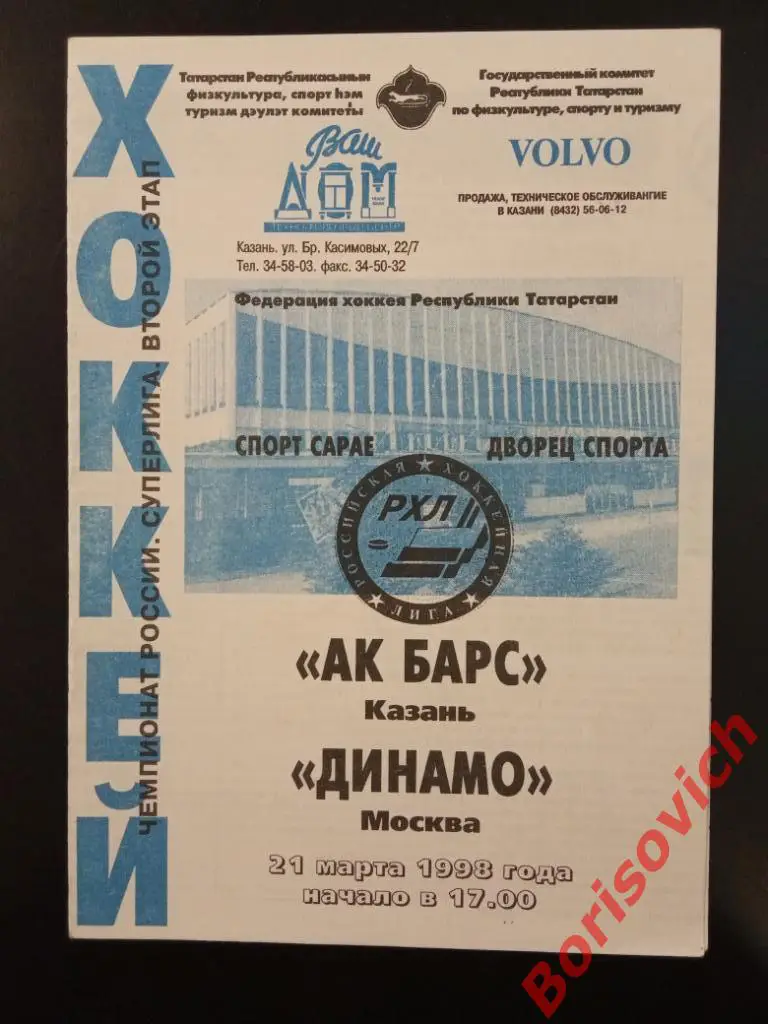 ХОККЕЙ
ЧЕМПИОНАТ РОССИИ. СУПЕРЛИГА. ВТОРОЙ ЭТАП
Татарстан Республикасынын
физкультура, спорт һәм
туризм дәүләт комитеты
Государственный комитет
Республики Татарстан
по физкультуре, спорту и туризму
Ваш
ДОМ
VOLVO
ПРОДАЖА, ТЕХНИЧЕСКОЕ ОБСЛУЖИВАНГИЕ
В КАЗАНИ (8432) 56-06-12
Казань. ул. Бр. Касимовых, 22/7
Тел. 34-58-03. факс. 34-50-32
Федерация хоккея Республики Татарстан
СПОРТ САРАЕ
ДВОРЕЦ СПОРТА
РОССИЙСКАЯ ХОККЕЙНАЯ
РХЛ
ЛИГА
«АК БАРС»
Казань
«ДИНАМО»
Москва
21 марта 1998 года
начало в 17.00
Borisovich